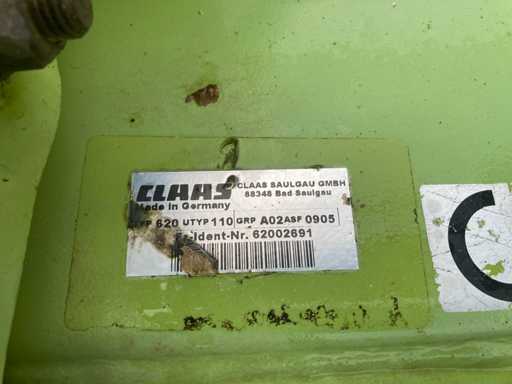 CLAAS
CLAAS SAULGAU GMBH
88348 Bad Saulgau
Made in Germany
620 UTYP 110 GRP A02 ASF 0905
Ident-Nr. 62002691